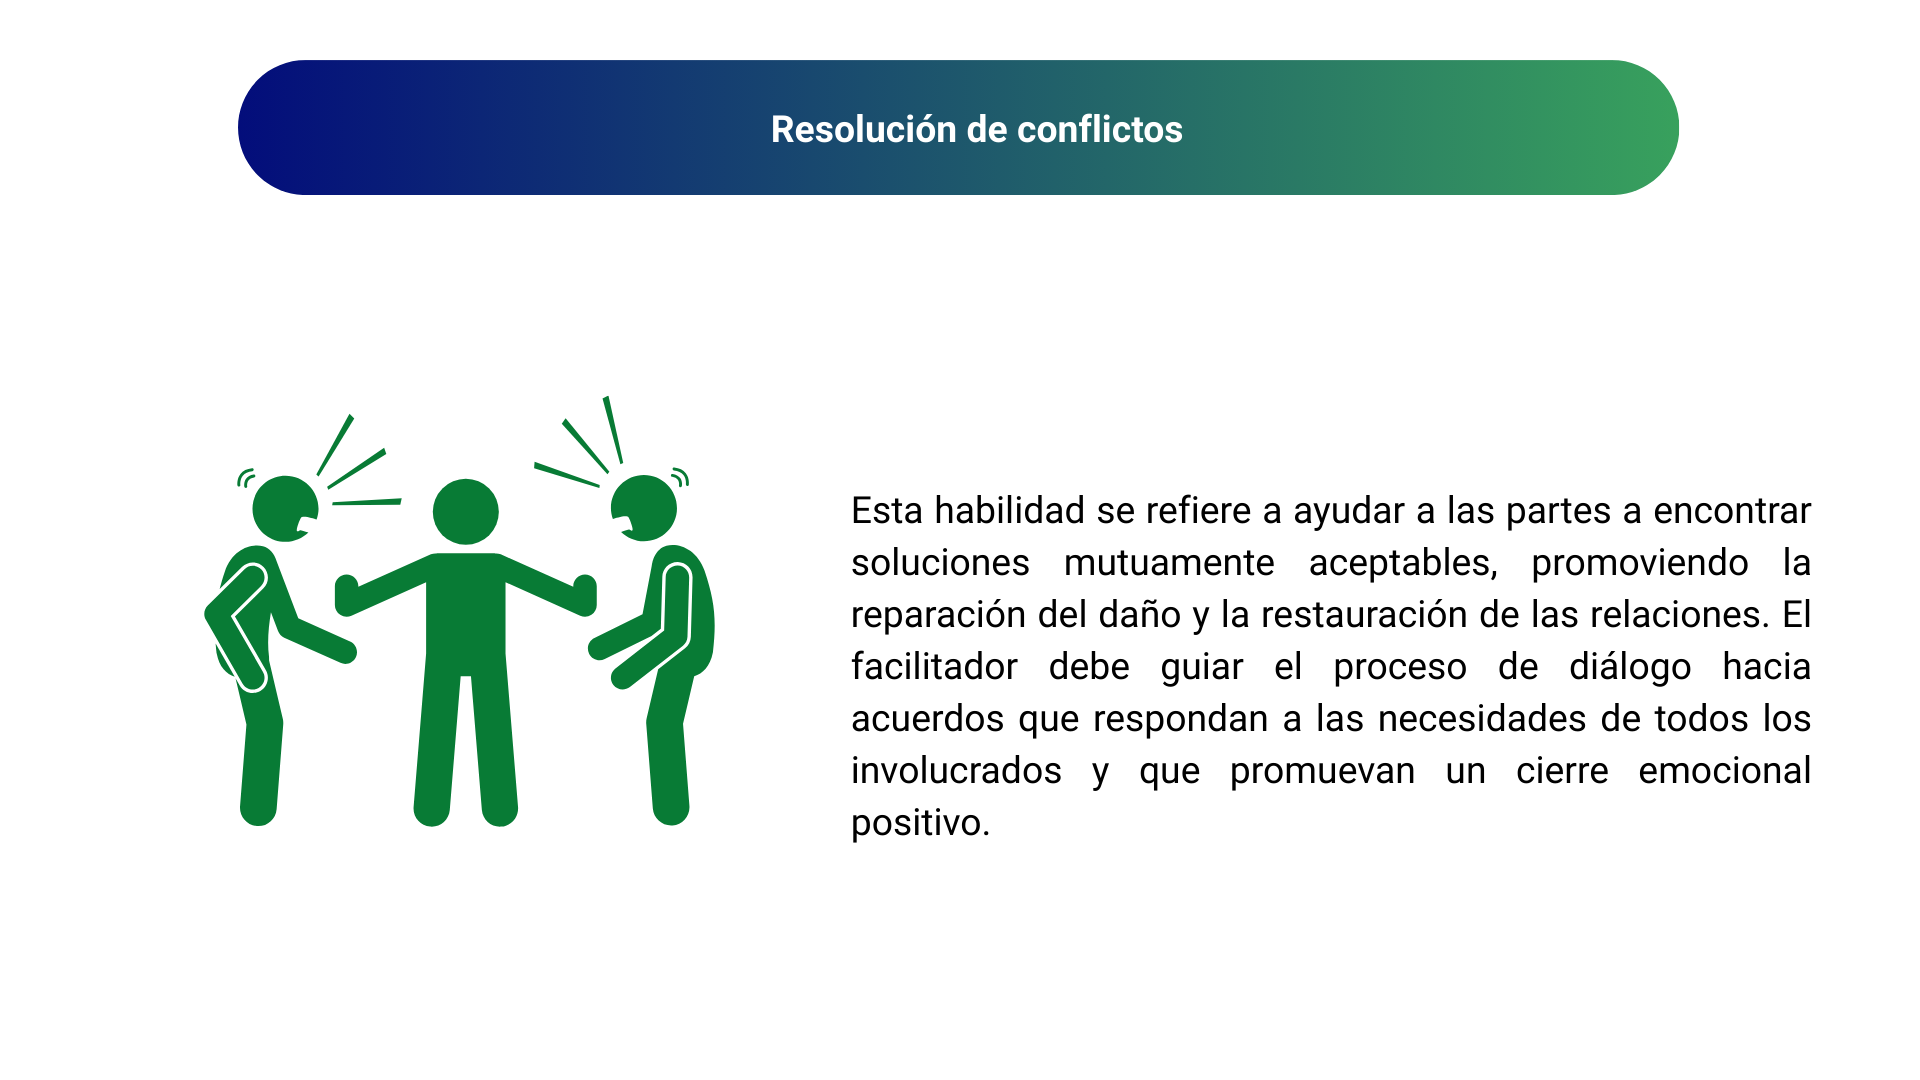 Resolución de conflictos
Esta habilidad se refiere a ayudar a las partes a encontrar
soluciones mutuamente aceptables, promoviendo la
reparación del daño y la restauración de las relaciones. El
facilitador debe guiar el proceso de diálogo hacia
acuerdos que respondan a las necesidades de todos los
involucrados y que promuevan un cierre emocional
positivo.